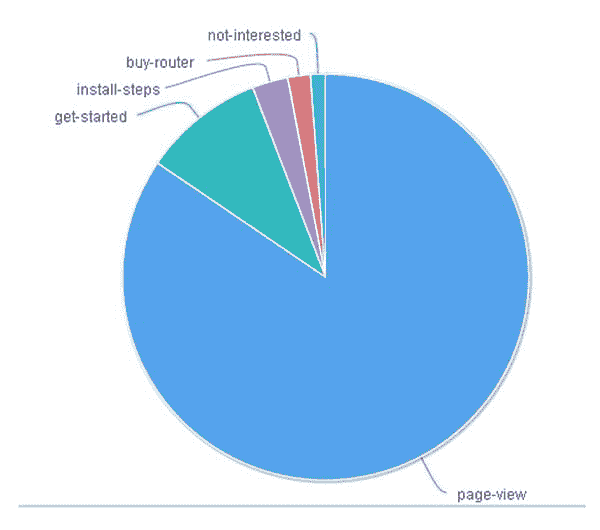 not-interested
buy-router
install-steps
get-started
page-view